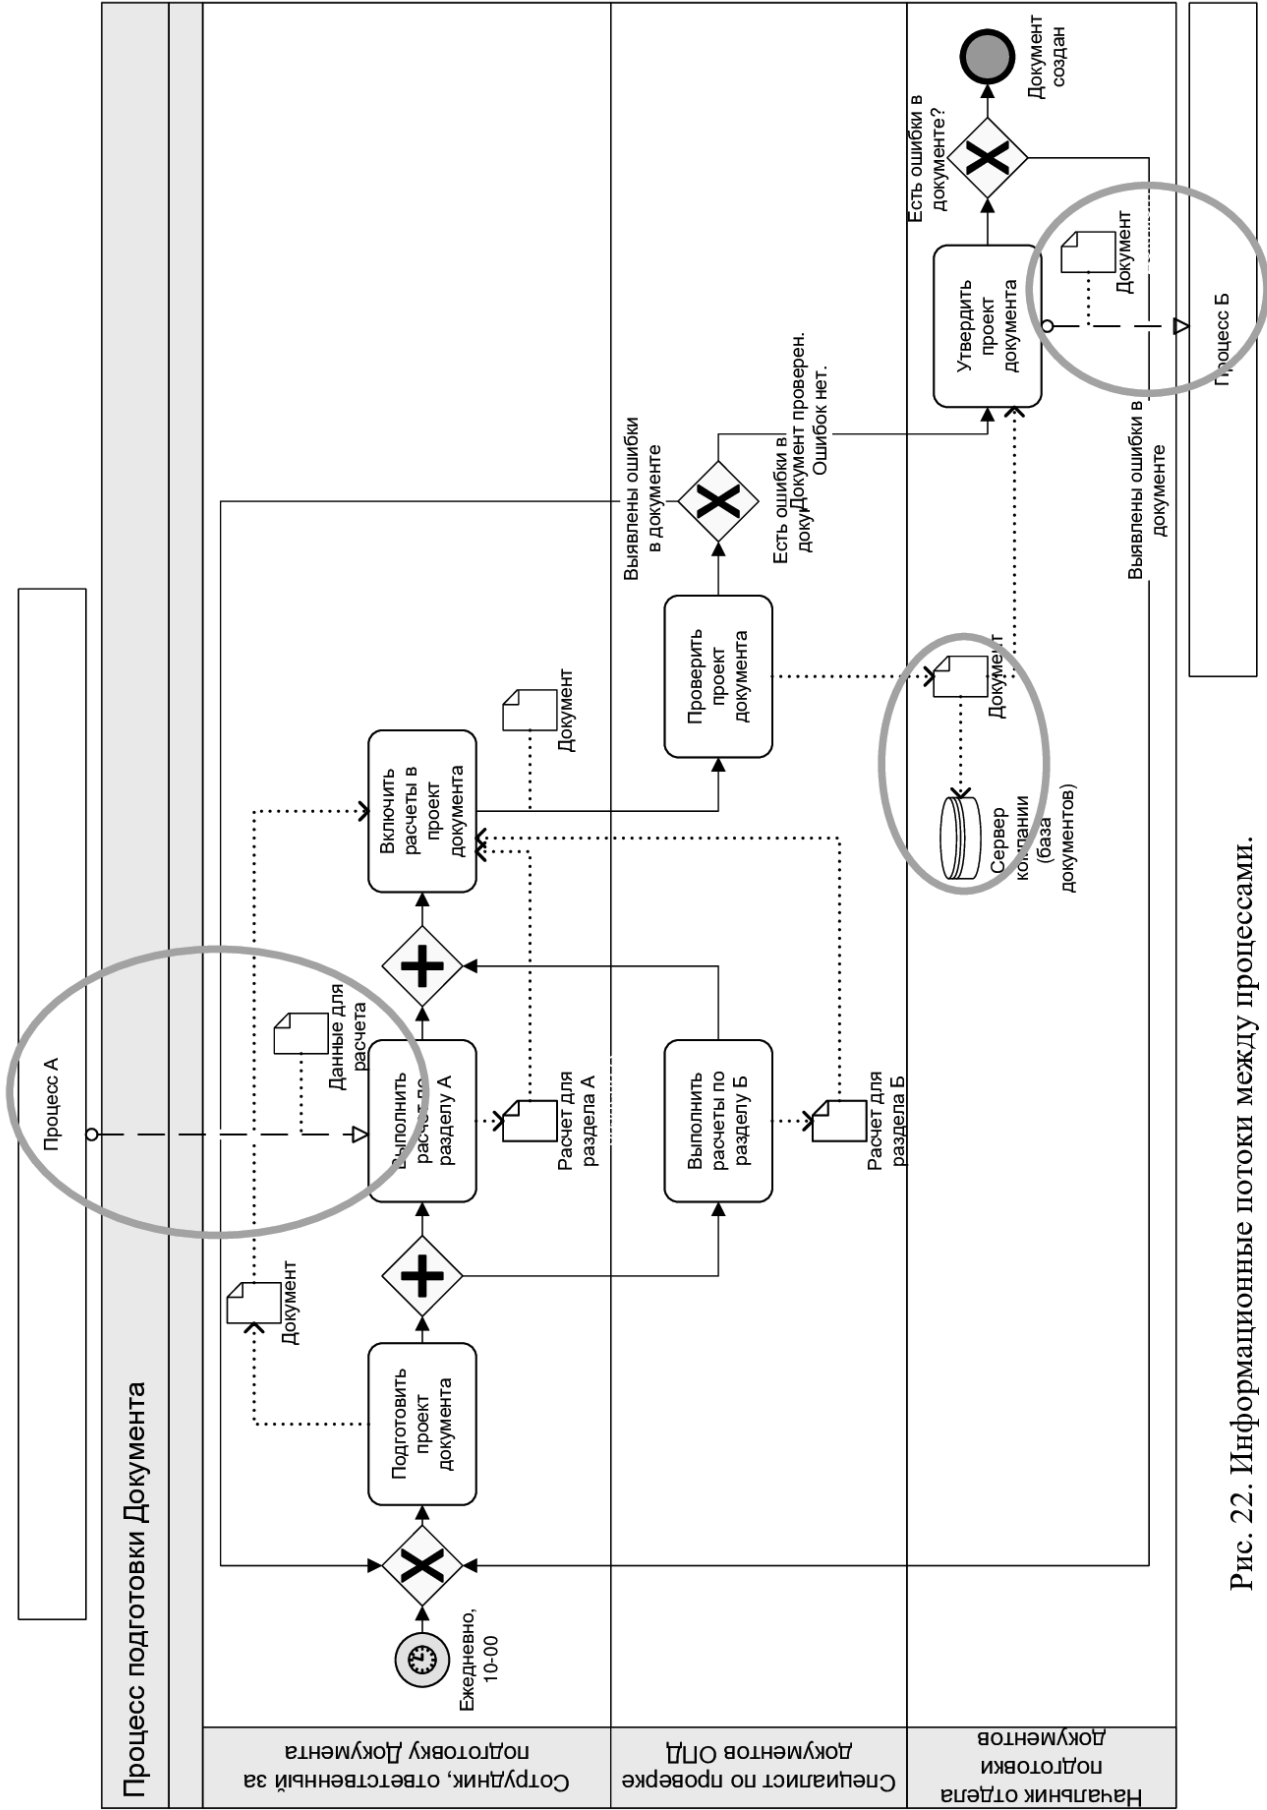 Процесс А
Процесс подготовки Документа
Сотрудник, ответственный за
подготовку Документа
Ежедневно,
10-00
Подготовить
проект
документа
Документ
Данные для
расчета
Выполнить
расчет по
разделу А
Расчет для
раздела А
Включить
расчеты в
проект
документа
Документ
Специалист по проверке
документов ОПД
Выполнить
расчеты по
разделу Б
Расчет для
раздела Б
Проверить
проект
документа
Выявлены ошибки
в документе
Есть ошибки в
доку
Документ проверен.
Ошибок нет.
Начальник отдела
подготовки
документов
Сервер
компании
(база
документов)
Документ
Утвердить
проект
документа
Есть ошибки в
документе?
Документ
создан
Документ
Выявлены ошибки в
документе
Процесс Б
Рис. 22. Информационные потоки между процессами.